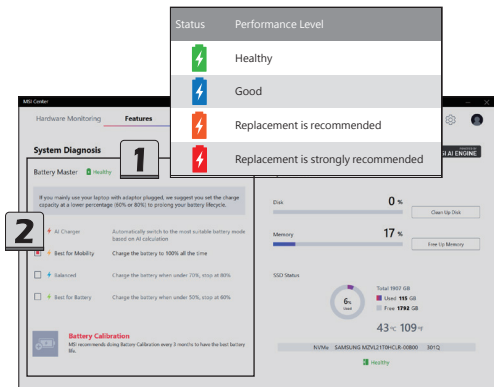 Status Performance Level
Healthy
Good
Replacement is recommended
Replacement is strongly recommended
MSI Center
Hardware Monitoring Features
System Diagnosis
AI ENGINE
Battery Master Healthy
1
If you mainly use your laptop with adaptor plugged, we suggest you set the charge
capacity at a lower percentage (60% or 80%) to prolong your battery lifecycle.
2
AI Charger Automatically switch to the most suitable battery mode
based on AI calculation
Best for Mobility Charge the battery to 100% all the time
Balanced Charge the battery when under 70%, stop at 80%
Best for Battery Charge the battery when under 50%, stop at 60%
Battery Calibration
MSI recommends doing Battery Calibration every 3 months to have the best battery
life.
Disk 0 %
Clean Up Disk
Memory 17 %
Free Up Memory
SSD Status
6%
Used
Total 1907 GB
Used 115 GB
Free 1792 GB
43 °C 109 °F
NVMe SAMSUNG MZVL21T0HCLR-00B00 301Q
Healthy